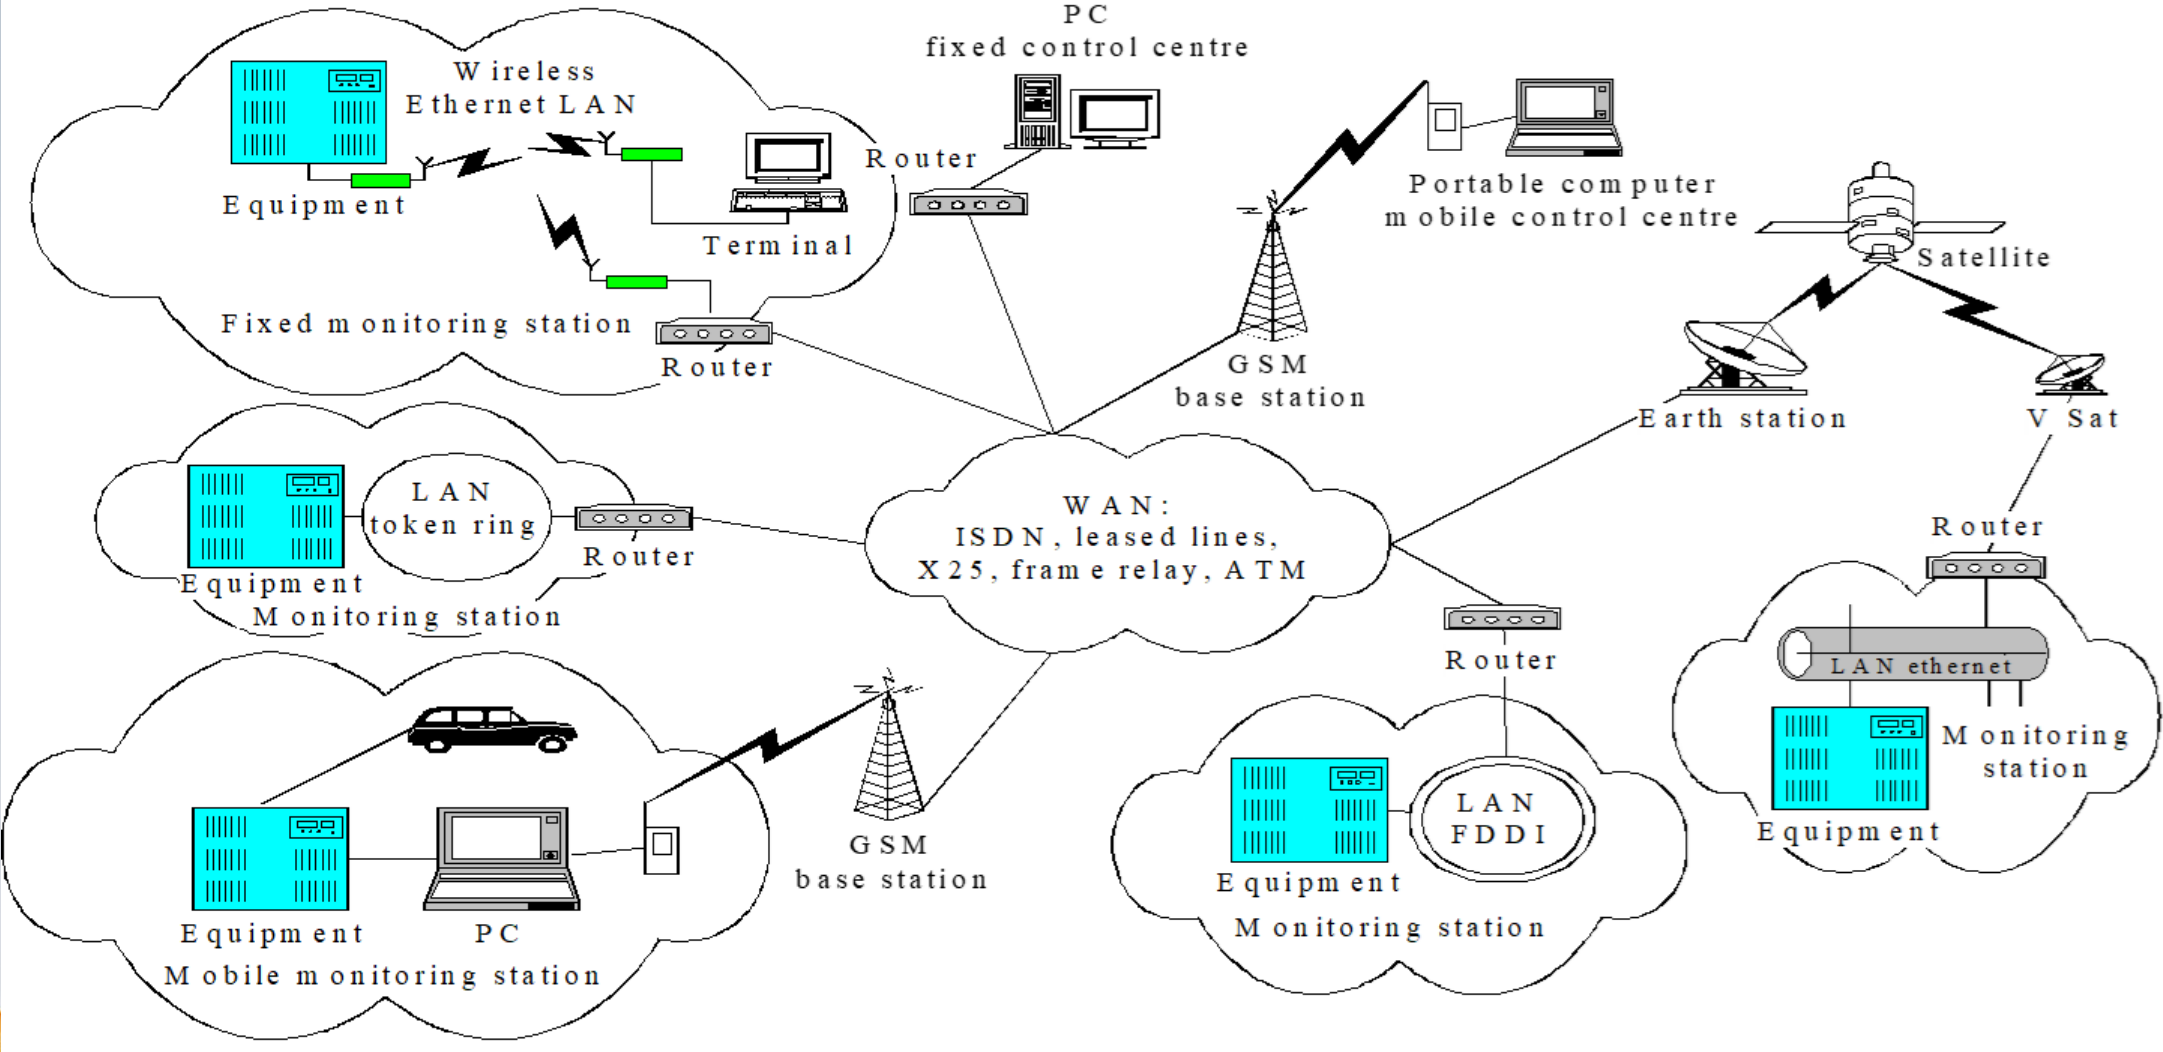 PC
fixed control centre
Wireless
Ethernet LAN
Router
Equipment
Terminal
Portable computer
mobile control centre
Satellite
Fixed monitoring station
Router
GSM
base station
Earth station
V Sat
LAN
token ring
Router
Equipment
Monitoring station
WAN:
ISDN, leased lines,
X25, frame relay, ATM
Router
Router
LAN ethernet
Monitoring
station
Equipment
GSM
base station
Equipment
PC
Mobile monitoring station
LAN
FDDI
Equipment
Monitoring station